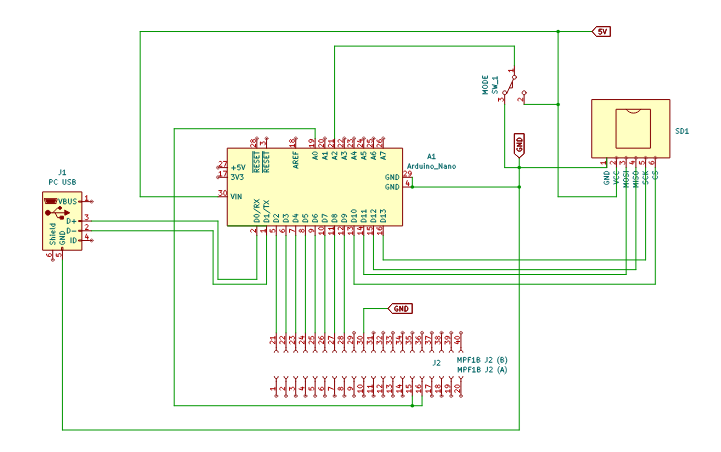 5V
MODE
SW_1
1
3
2
GND
SD1
GND
VCC
MOSI
MISO
SCK
CS
1
2
3
4
5
6
28
3
18
19
20
21
22
23
24
25
26
RESET
RESET
AREF
A0
A1
A2
A3
A4
A5
A6
A7
A1
Arduino_Nano
27
+5V
17
3V3
30
VIN
29
GND
4
GND
D0/RX
D1/TX
D2
D3
D4
D5
D6
D7
D8
D9
D10
D11
D12
D13
2
1
5
6
7
8
9
10
11
12
13
14
15
16
J1
PC USB
VBUS
1
D+
3
D-
2
ID
4
Shield
GND
6
5
GND
21
22
23
24
25
26
27
28
29
30
31
32
33
34
35
36
37
38
39
40
J2
MPF1B J2 (B)
MPF1B J2 (A)
1
2
3
4
5
6
7
8
9
10
11
12
13
14
15
16
17
18
19
20